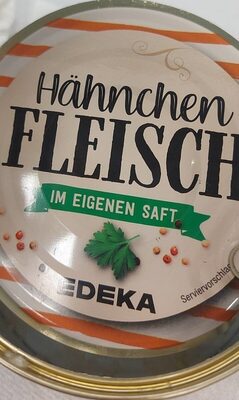 Hähnchen
FLEISCH
IM EIGENEN SAFT
EDEKA
Serviervorschlag